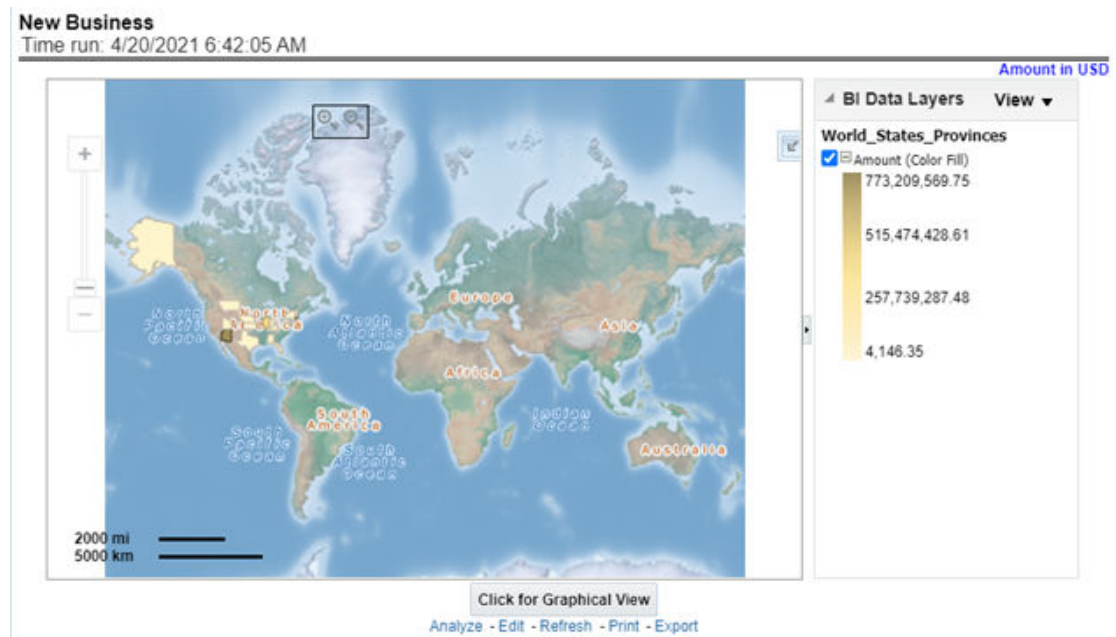 New Business
Time run: 4/20/2021 6:42:05 AM
Amount in USD
BI Data Layers View
World_States_Provinces
Amount (Color Fill)
773,209,569.75
515,474,428.61
257,739,287.48
4,146.35
North
America
North
Pacific
Ocean
North
Atlantic
Ocean
Europe
Asia
Africa
South
America
Indian
Ocean
South
Pacific
Ocean
South
Atlantic
Ocean
Australia
2000 mi
5000 km
Click for Graphical View
Analyze - Edit - Refresh - Print - Export